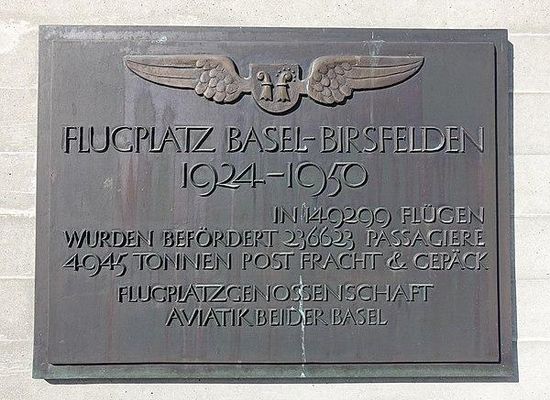 FLUGPLATZ BASEL-BIRSFELDEN
1924-1950
IN 149299 FLÜGEN
WURDEN BEFÖRDERT 236623 PASSAGIERE
4945 TONNEN POST FRACHT & GEPÄCK
FLUGPLATZGENOSSENSCHAFT
AVIATIK BEIDER BASEL